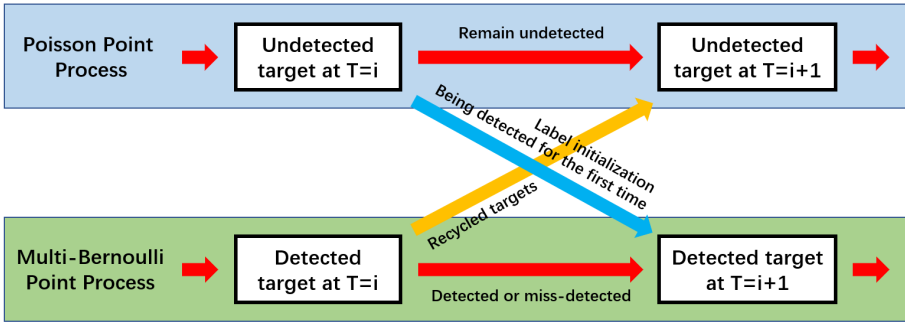 Poisson Point
Process
Undetected
target at T=i
Remain undetected
Undetected
target at T=i+1
Being detected for the first time
Label initialization
Recycled targets
Multi-Bernoulli
Point Process
Detected
target at T=i
Detected or miss-detected
Detected target
at T=i+1